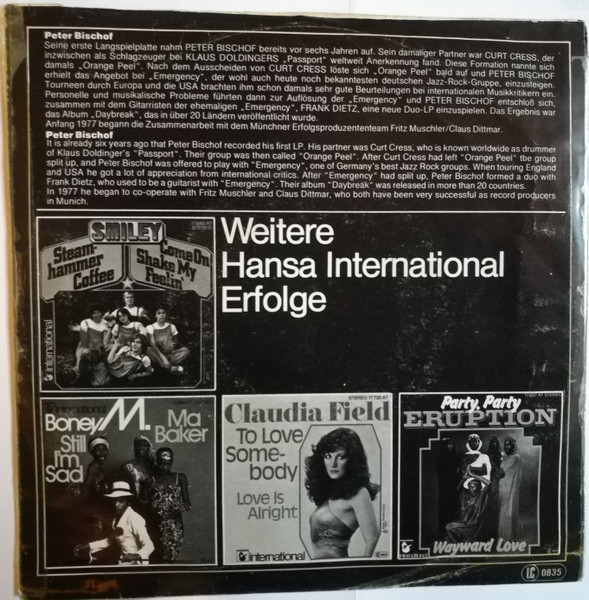 Peter Bischof
Seine erste Langspielplatte nahm PETER BISCHOF bereits vor sechs Jahren auf. Sein damaliger Partner war CURT CRESS, der
inzwischen als Schlagzeuger bei KLAUS DOLDINGERS „Passport" weltweit Anerkennung fand. Diese Formation nannte sich
damals „Orange Peel". Nach dem Ausscheiden von CURT CRESS löste sich „Orange Peel" bald auf und PETER BISCHOF
erhielt das Angebot bei „Emergency", der wohl auch heute noch bekanntesten deutschen Jazz-Rock-Gruppe, einzusteigen.
Tourneen durch Europa und die USA brachten ihm schon damals sehr gute Beurteilungen bei internationalen Musikkritikern ein.
Personelle und musikalische Probleme führten dann zur Auflösung der „Emergency" und PETER BISCHOF entschloß sich,
zusammen mit dem Gitarristen der ehemaligen „Emergency", FRANK DIETZ, eine neue Duo-LP einzuspielen. Das Ergebnis war
das Album „Daybreak", das in über 20 Ländern veröffentlicht wurde.
Anfang 1977 begann die Zusammenarbeit mit dem Münchner Erfolgsproduzententeam Fritz Muschler/Claus Dittmar.
Peter Bischof
It is already six years ago that Peter Bischof recorded his first LP. His partner was Curt Cress, who is known worldwide as drummer
of Klaus Doldinger's "Passport". Their group was then called "Orange Peel". After Curt Cress had left "Orange Peel" tbe group
split up, and Peter Bischof was offered to play with "Emergency", one of Germany's best Jazz Rock groups. When touring England
and USA he got a lot of appreciation from international critics. After "Emergency" had split up, Peter Bischof formed a duo with
Frank Dietz, who used to be a guitarist with "Emergency". Their album "Daybreak" was released in more than 20 countries.
In 1977 he began to co-operate with Fritz Muschler and Claus Dittmar, who both have been very successful as record producers
in Munich.
SMILEY
Steam-
hammer
Coffee
Come On
Shake My
Feelin'
international
Weitere
Hansa International
Erfolge
international
Boney M.
Still
I'm
Sad
Ma
Baker
STEREO 17 730 AT
Claudia Field
To Love
Some-
body
Love Is
Alright
international
Party, Party
ERUPTION
Wayward Love
international
LC 0835